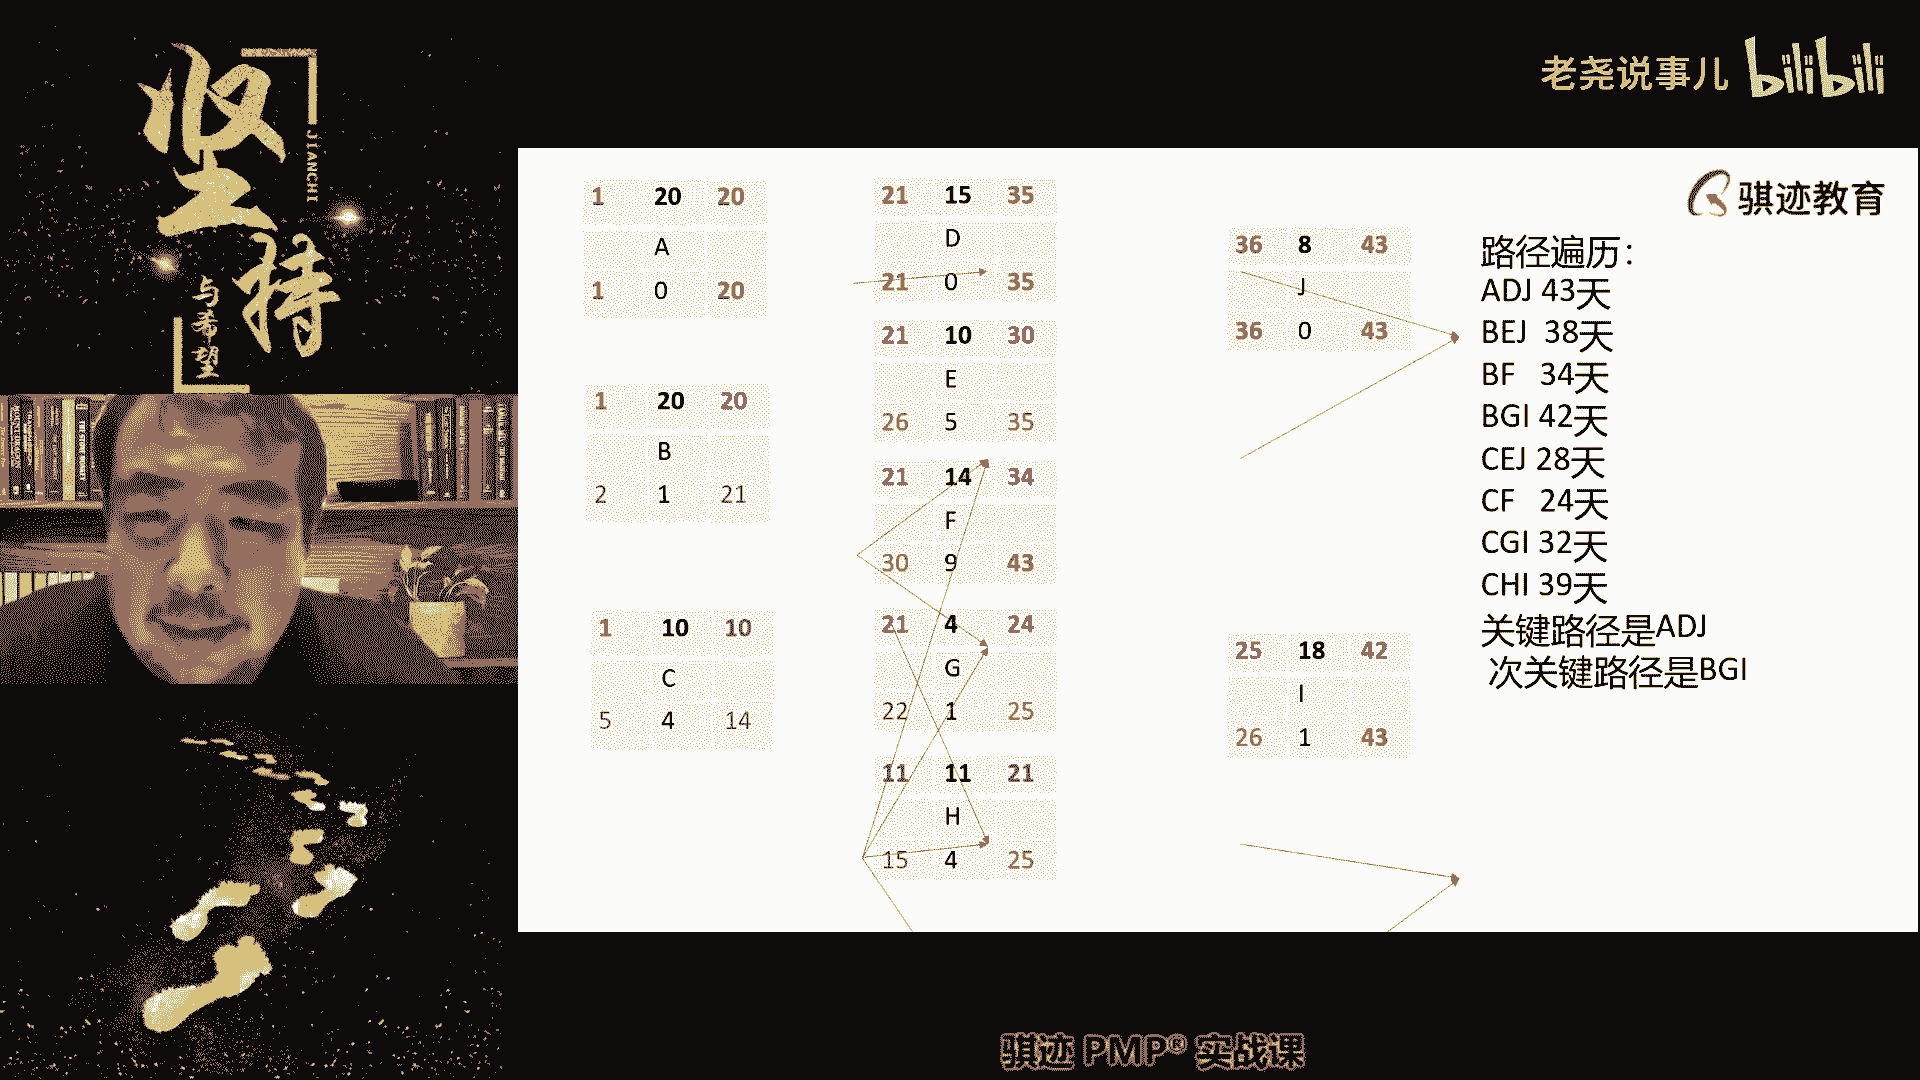 坚持
JIANCHI
与希望
老尧说事儿 bilibili
骐迹教育
1 20 20
A
1 0 20
1 20 20
B
2 1 21
1 10 10
C
5 4 14
21 15 35
D
21 0 35
21 10 30
E
26 5 35
21 14 34
F
30 9 43
21 4 24
G
22 1 25
11 11 21
H
15 4 25
36 8 43
J
36 0 43
25 18 42
I
26 1 43
路径遍历：
ADJ 43天
BEJ 38天
BF 34天
BGI 42天
CEJ 28天
CF 24天
CGI 32天
CHI 39天
关键路径是ADJ
次关键路径是BGI
骐迹 PMP® 实战课